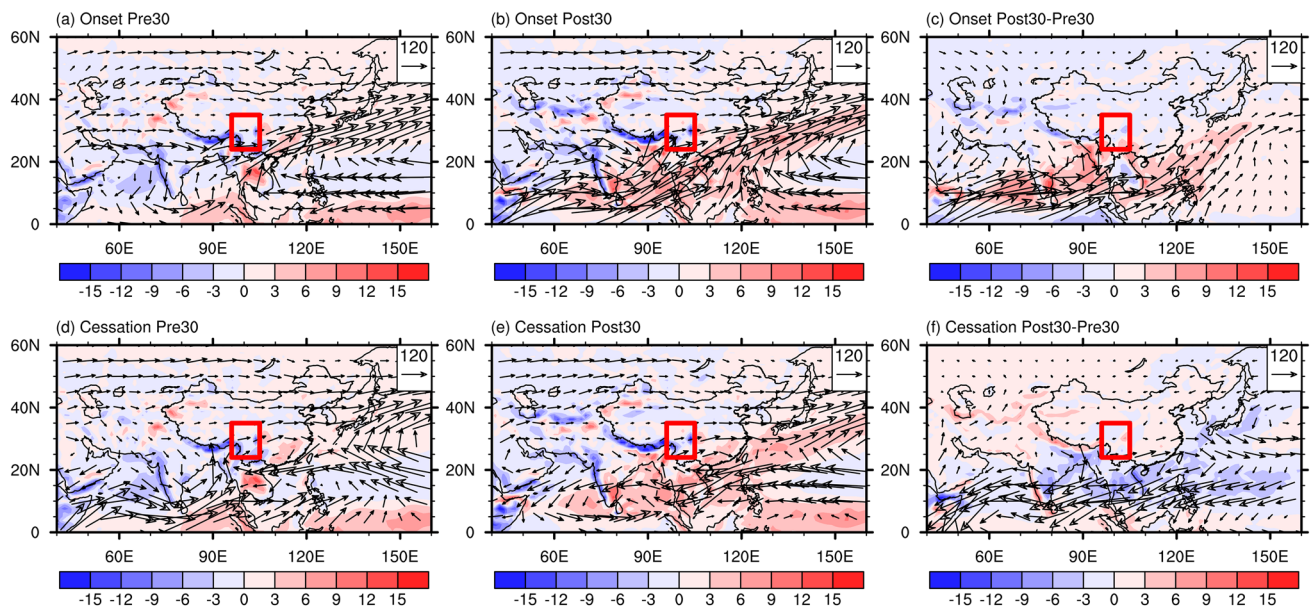 (a) Onset Pre30
(b) Onset Post30
(c) Onset Post30-Pre30
60N 120 60N 120 60N 120
40N 40N 40N
20N 20N 20N
0 0 0
60E 90E 120E 150E 60E 90E 120E 150E 60E 90E 120E 150E
-15 -12 -9 -6 -3 0 3 6 9 12 15 -15 -12 -9 -6 -3 0 3 6 9 12 15 -15 -12 -9 -6 -3 0 3 6 9 12 15
(d) Cessation Pre30
(e) Cessation Post30
(f) Cessation Post30-Pre30
60N 120 60N 120 60N 120
40N 40N 40N
20N 20N 20N
0 0 0
60E 90E 120E 150E 60E 90E 120E 150E 60E 90E 120E 150E
-15 -12 -9 -6 -3 0 3 6 9 12 15 -15 -12 -9 -6 -3 0 3 6 9 12 15 -15 -12 -9 -6 -3 0 3 6 9 12 15